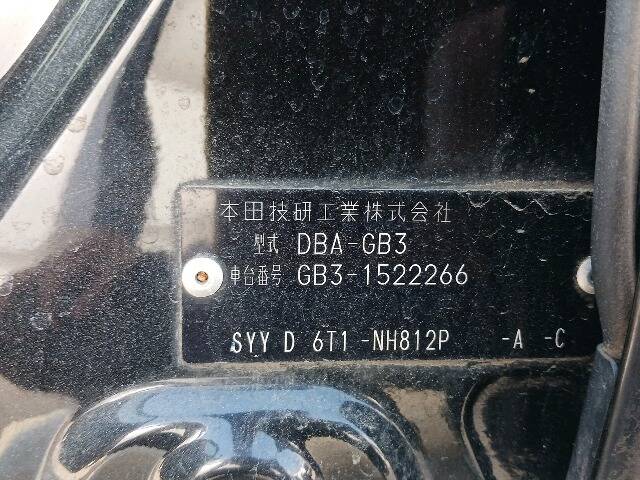 本田技研工業株式会社
型式 DBA-GB3
車台番号 GB3-1522266
SYY D 6T1 -NH812P -A -C